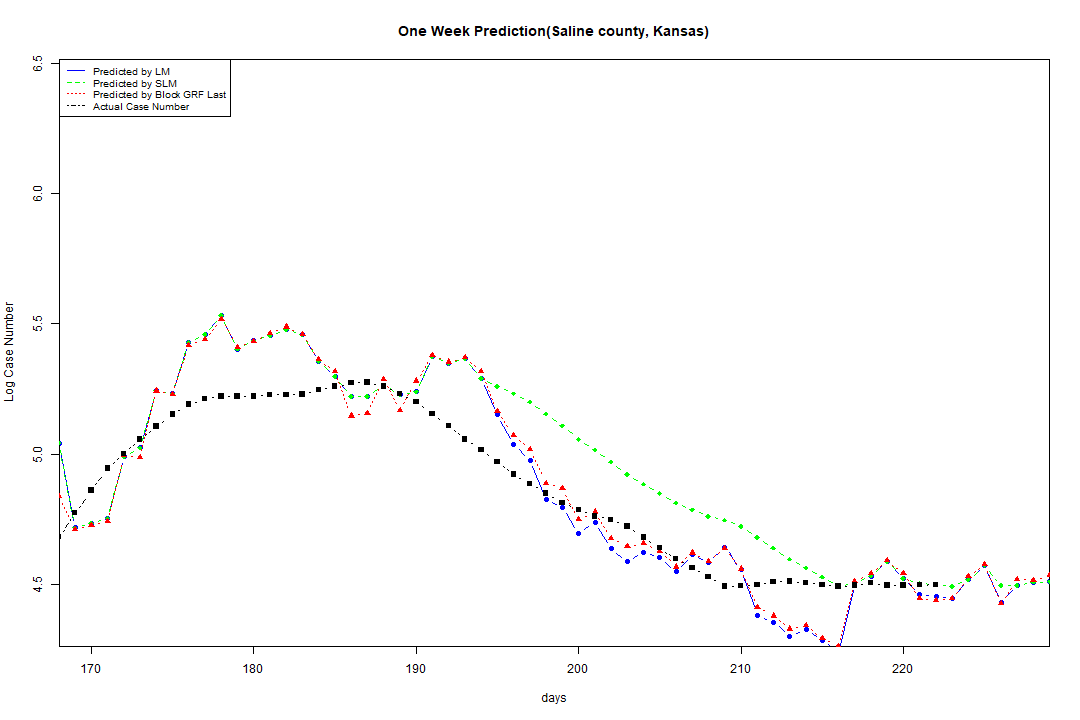 One Week Prediction(Saline county, Kansas)
Predicted by LM
Predicted by SLM
Predicted by Block GRF Last
Actual Case Number
6.5
6.0
5.5
5.0
4.5
Log Case Number
170 180 190 200 210 220
days